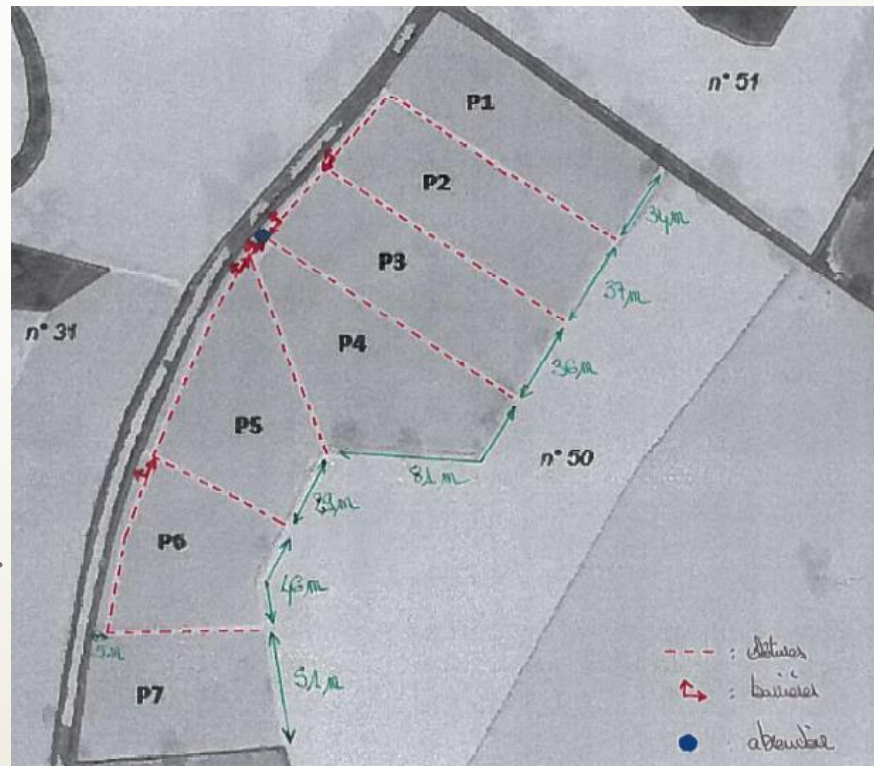 P1
n° 51
P2
34m
P3
37m
n° 31
P4
36m
P5
n° 50
81m
29m
P6
46m
5m
P7
51m
: clôtures
: barrières
: abreuvoir